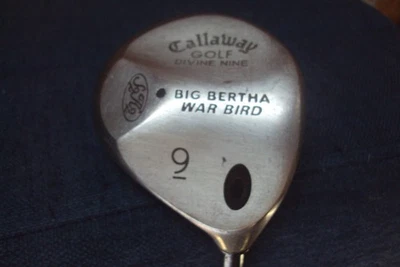 Callaway
GOLF
DIVINE NINE
BIG BERTHA
WAR BIRD
9